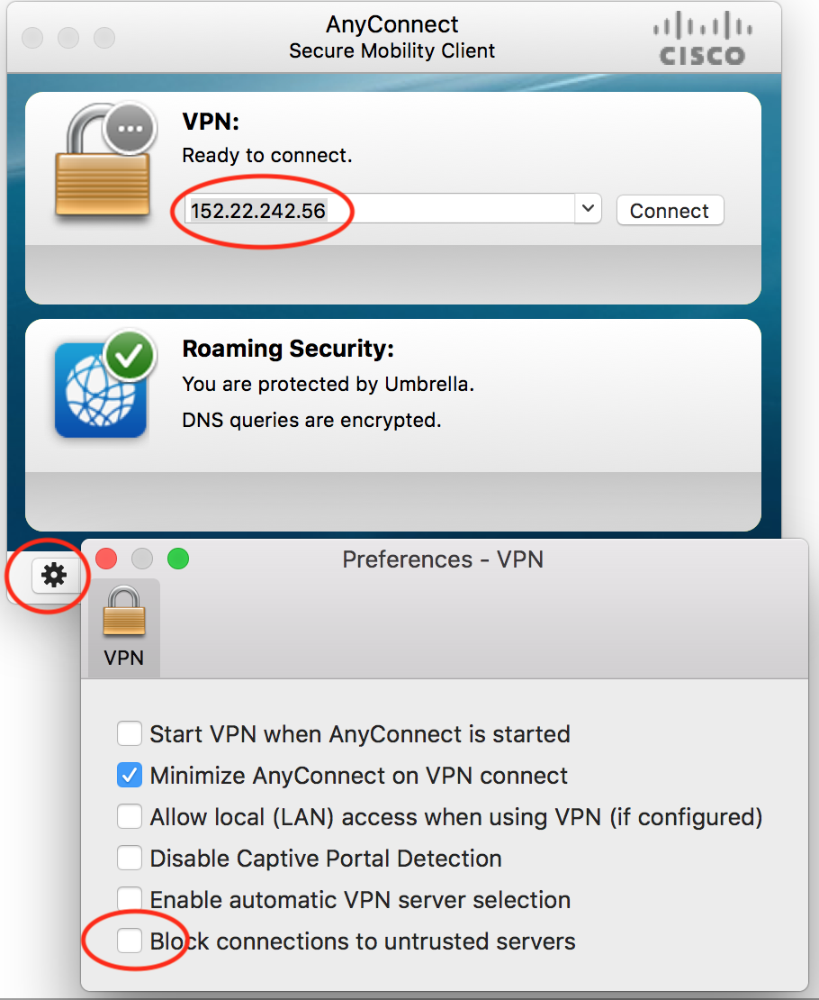 AnyConnect
Secure Mobility Client
CISCO
VPN:
Ready to connect.
152.22.242.56
Connect
Roaming Security:
You are protected by Umbrella.
DNS queries are encrypted.
Preferences - VPN
VPN
Start VPN when AnyConnect is started
Minimize AnyConnect on VPN connect
Allow local (LAN) access when using VPN (if configured)
Disable Captive Portal Detection
Enable automatic VPN server selection
Block connections to untrusted servers